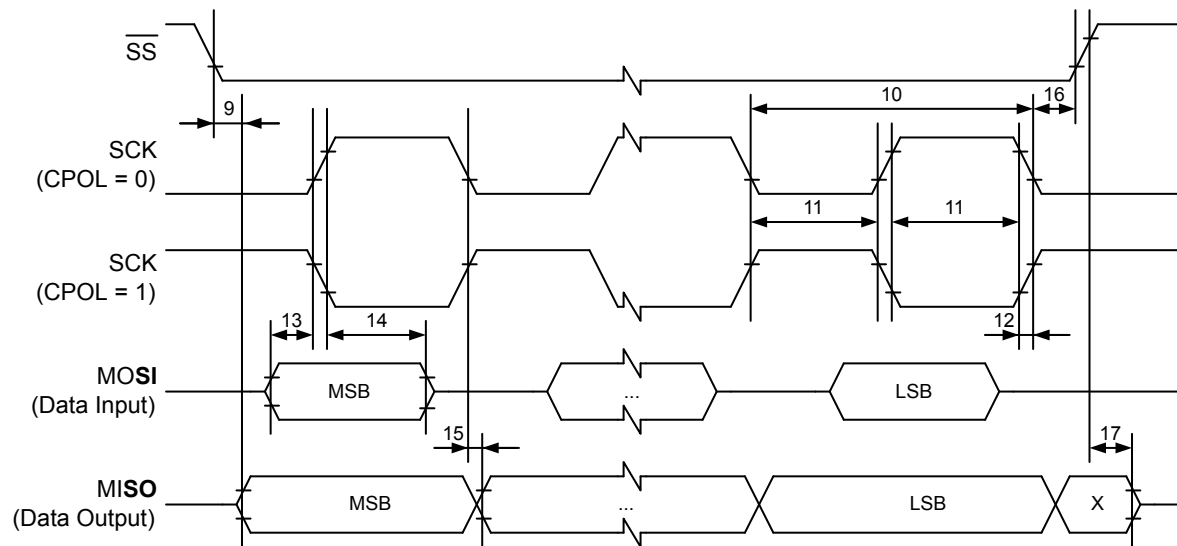 SS
9
10
16
SCK
(CPOL = 0)
11
11
SCK
(CPOL = 1)
13
14
12
MOSI
(Data Input)
MSB
...
LSB
15
17
MISO
(Data Output)
MSB
...
LSB
X